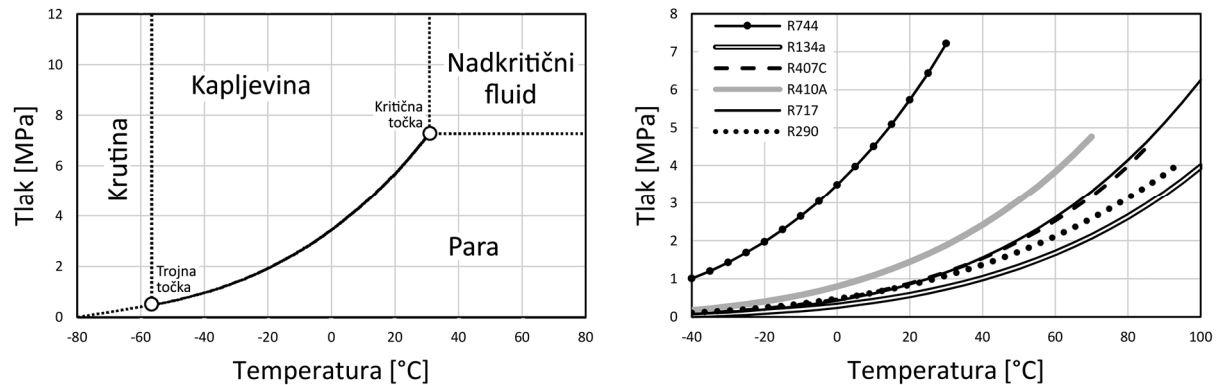 12
10
8
6
4
2
0
Tlak [MPa]
Krutina
Kapljevina
Kritična
točka
Nadkritični
fluid
Trojna
točka
Para
-80
-60
-40
-20
0
20
40
60
80
Temperatura [°C]
8
7
6
5
4
3
2
1
0
Tlak [MPa]
R744
R134a
R407C
R410A
R717
R290
-40
-20
0
20
40
60
80
100
Temperatura [°C]